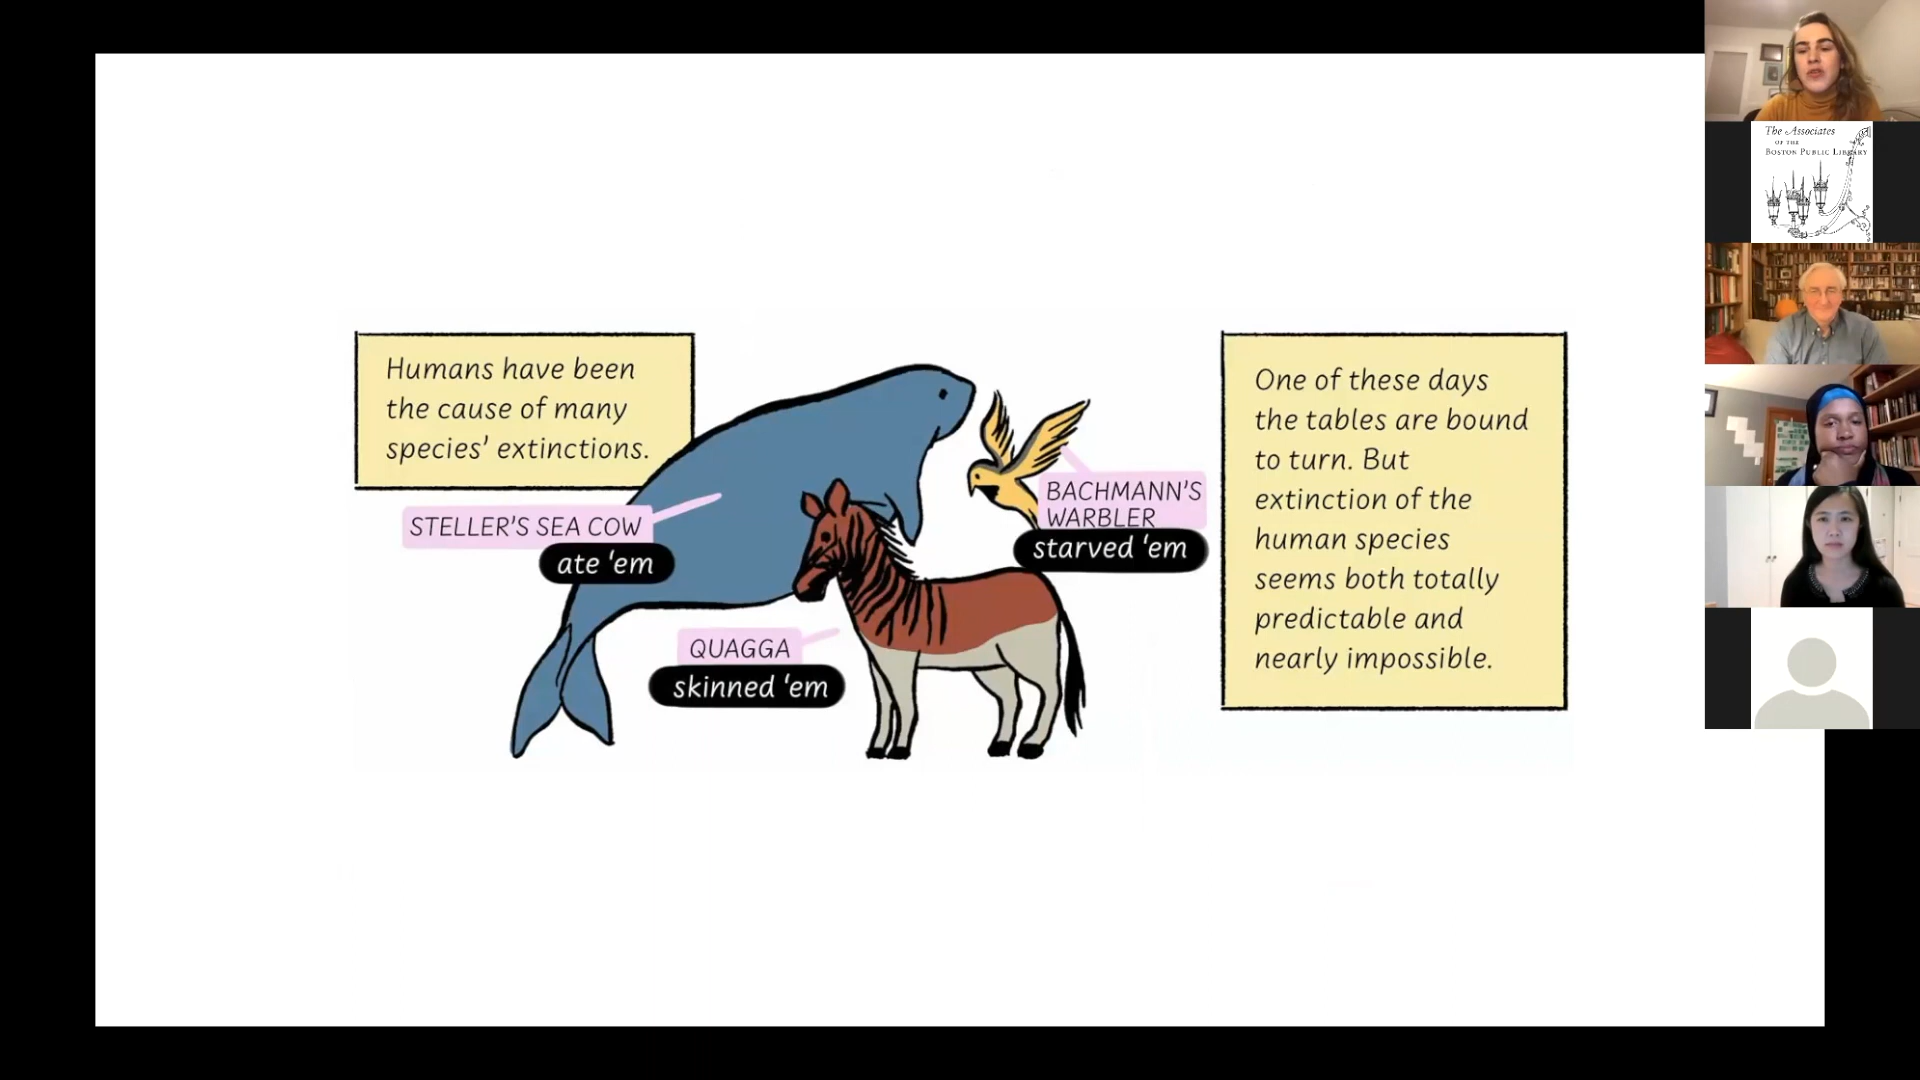 Humans have been
the cause of many
species' extinctions.
STELLER'S SEA COW
ate 'em
QUAGGA
skinned 'em
BACHMANN'S
WARBLER
starved 'em
One of these days
the tables are bound
to turn. But
extinction of the
human species
seems both totally
predictable and
nearly impossible.
The Associates
OF THE
BOSTON PUBLIC LIBRARY